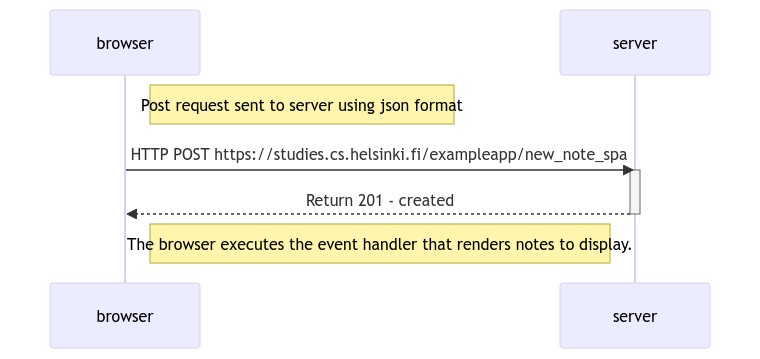 browser
server
Post request sent to server using json format
HTTP POST https://studies.cs.helsinki.fi/exampleapp/new_note_spa
Return 201 - created
The browser executes the event handler that renders notes to display.
browser
server